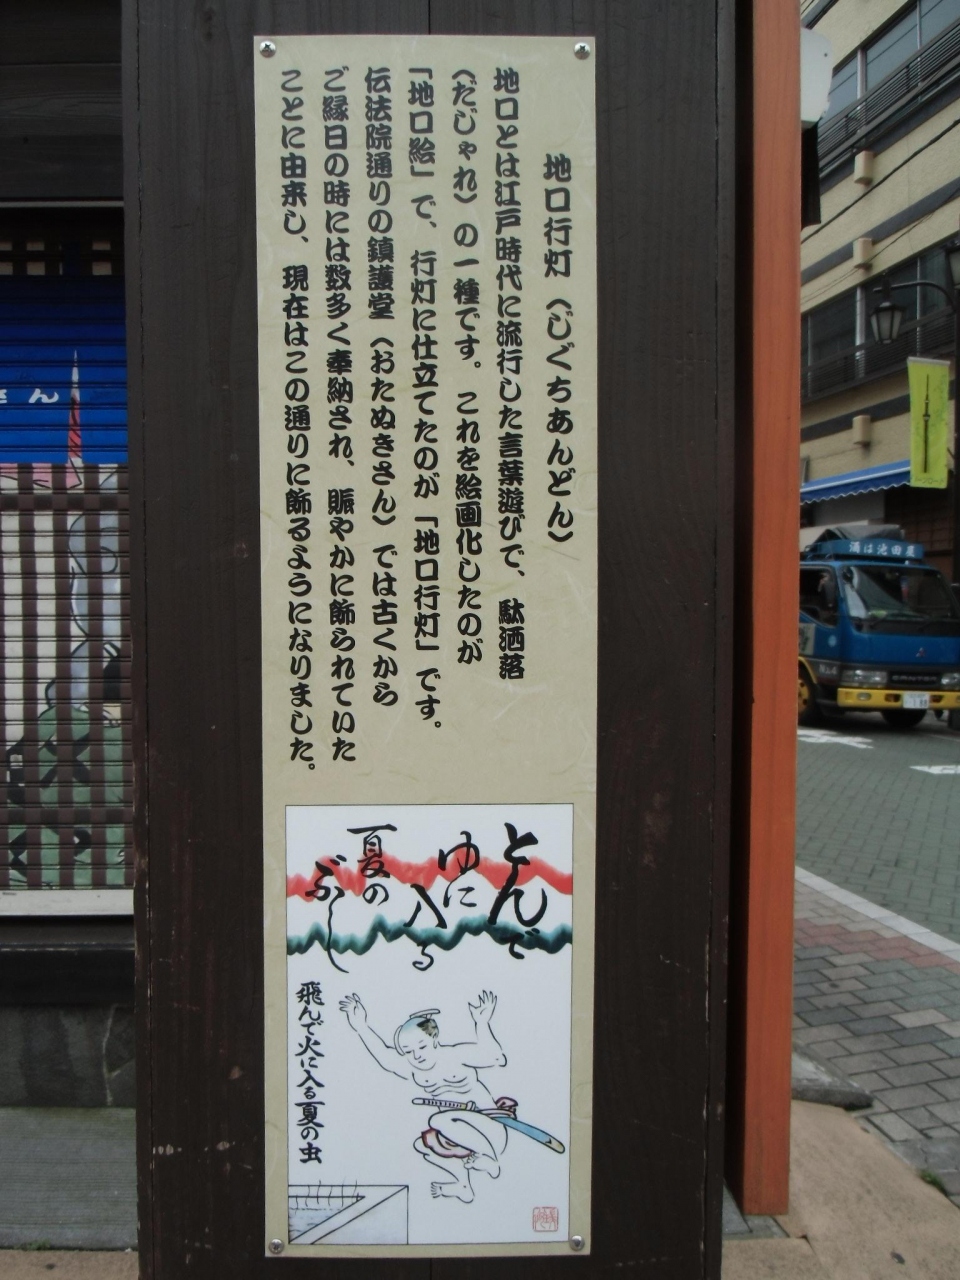 地口行灯(じぐちあんどん)
地口とは江戸時代に流行した言葉遊びで、駄洒落
(だじゃれ)の一種です。これを絵画化したのが
「地口絵」で、行灯に仕立てたのが「地口行灯」です。
伝法院通りの鎮護堂(おたぬきさん)では古くから
ご縁日の時には数多く奉納され、賑やかに飾られていた
ことに由来し、現在はこの通りに飾るようになりました。
とんで
ゆに
入る
夏の
ぶし
飛んで火に入る夏の虫
さん
湯は池田屋
CANTER